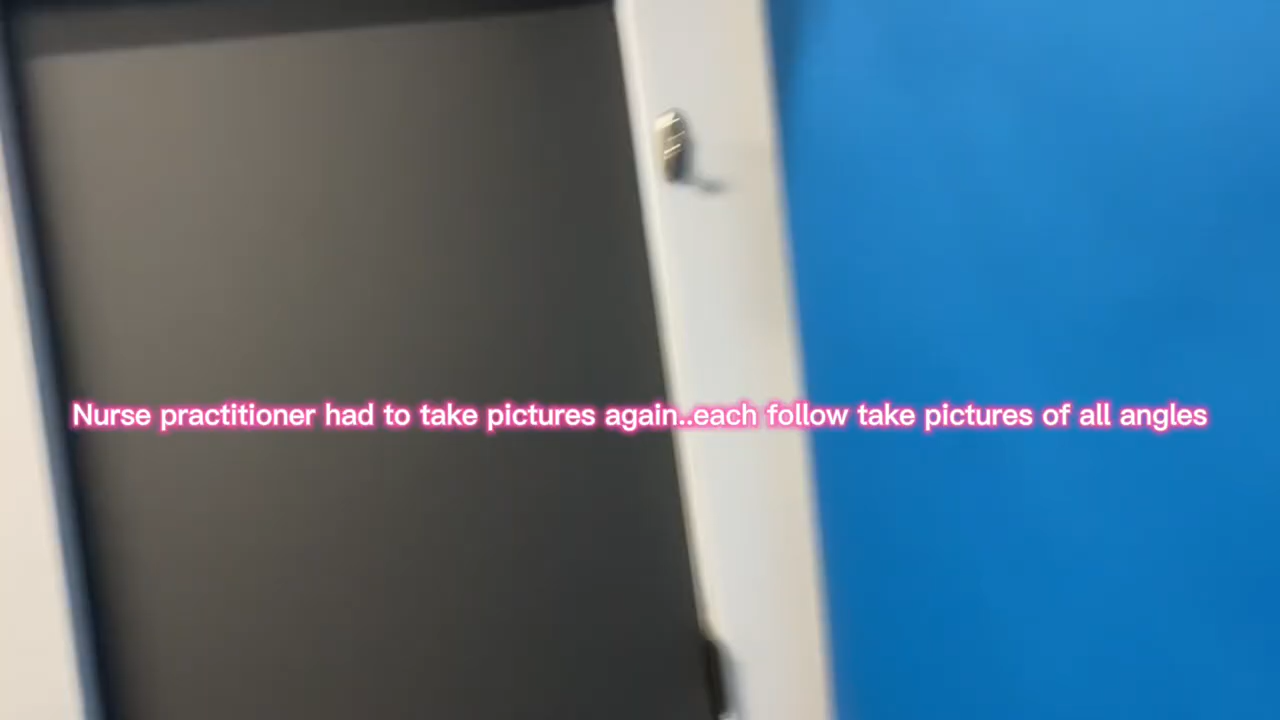 Nurse practitioner had to take pictures again..each follow take pictures of all angles